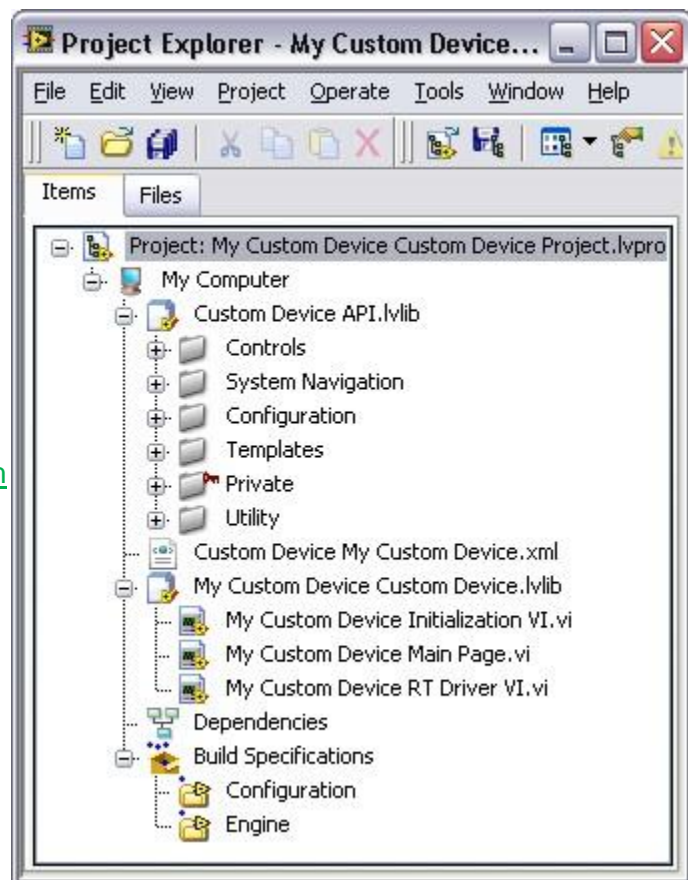 Project Explorer - My Custom Device...
File Edit View Project Operate Tools Window Help
Items Files
Project: My Custom Device Custom Device Project.lvpro
My Computer
Custom Device API.lvlib
Controls
System Navigation
Configuration
Templates
Private
Utility
Custom Device My Custom Device.xml
My Custom Device Custom Device.lvlib
My Custom Device Initialization VI.vi
My Custom Device Main Page.vi
My Custom Device RT Driver VI.vi
Dependencies
Build Specifications
Configuration
Engine